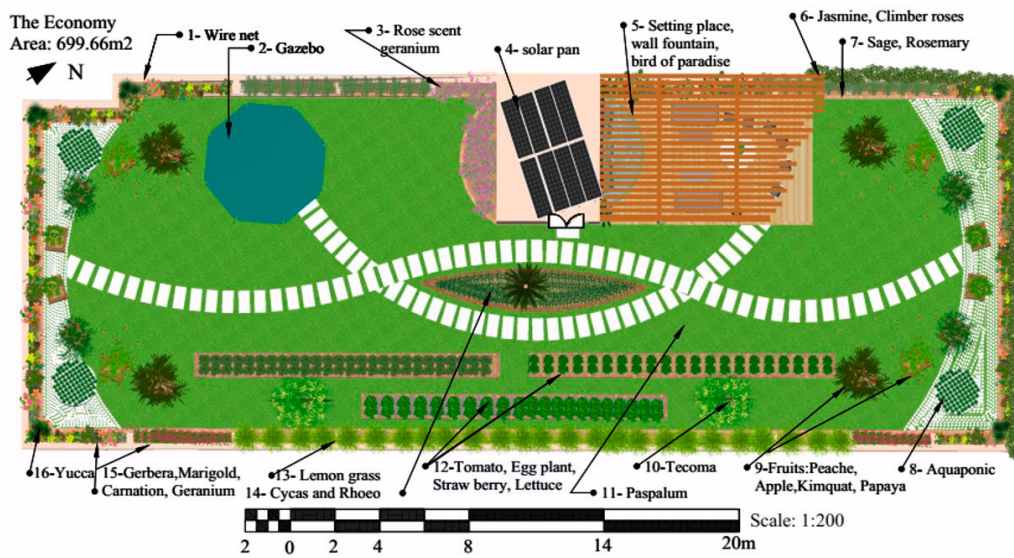 The Economy
Area: 699.66m2
N
1- Wire net
2- Gazebo
3- Rose scent
geranium
4- solar pan
5- Setting place,
wall fountain,
bird of paradise
6- Jasmine, Climber roses
7- Sage, Rosemary
16-Yucca
15-Gerbera,Marigold,
Carnation, Geranium
13- Lemon grass
14- Cycas and Rhoeo
12-Tomato, Egg plant,
Straw berry, Lettuce
10-Tecoma
11- Paspalum
9-Fruits:Peache,
Apple,Kimquat, Papaya
8- Aquaponic
Scale: 1:200
2 0 2 4 8 14 20m